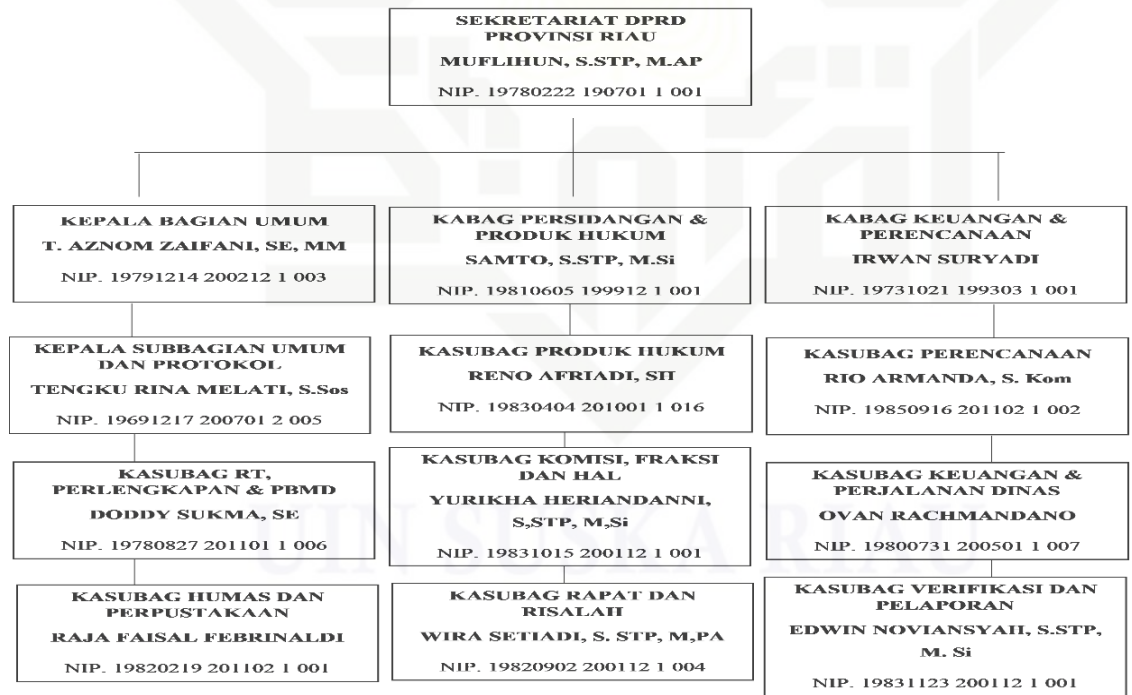 SEKRETARIAT DPRD
PROVINSI RIAU
MUFLIHUN, S.STP, M.AP
NIP. 19780222 190701 1 001
KEPALA BAGIAN UMUM
T. AZNOM ZAIFANI, SE, MM
NIP. 19791214 200212 1 003
KABAG PERSIDANGAN &
PRODUK HUKUM
SAMTO, S.STP, M.Si
NIP. 19810605 199912 1 001
KABAG KEUANGAN &
PERENCANAAN
IRWAN SURYADI
NIP. 19731021 199303 1 001
KEPALA SUBBAGIAN UMUM
DAN PROTOKOL
TENGKU RINA MELATI, S.Sos
NIP. 19691217 200701 2 005
KASUBAG PRODUK HUKUM
RENO AFRIADI, SH
NIP. 19830404 201001 1 016
KASUBAG PERENCANAAN
RIO ARMANDA, S. Kom
NIP. 19850916 201102 1 002
KASUBAG RT,
PERLENGKAPAN & PBMD
DODDY SUKMA, SE
NIP. 19780827 201101 1 006
KASUBAG KOMISI, FRAKSI
DAN HAL
YURIKHA HERIANDANNI,
S,STP, M,Si
NIP. 19831015 200112 1 001
KASUBAG KEUANGAN &
PERJALANAN DINAS
OVAN RACHMANDANO
NIP. 19800731 200501 1 007
KASUBAG HUMAS DAN
PERPUSTAKAAN
RAJA FAISAL FEBRINALDI
NIP. 19820219 201102 1 001
KASUBAG RAPAT DAN
RISALAH
WIRA SETIADI, S. STP, M,PA
NIP. 19820902 200112 1 004
KASUBAG VERIFIKASI DAN
PELAPORAN
EDWIN NOVIANSYAH, S.STP,
M. Si
NIP. 19831123 200112 1 001
UIN SUSKA RIAU